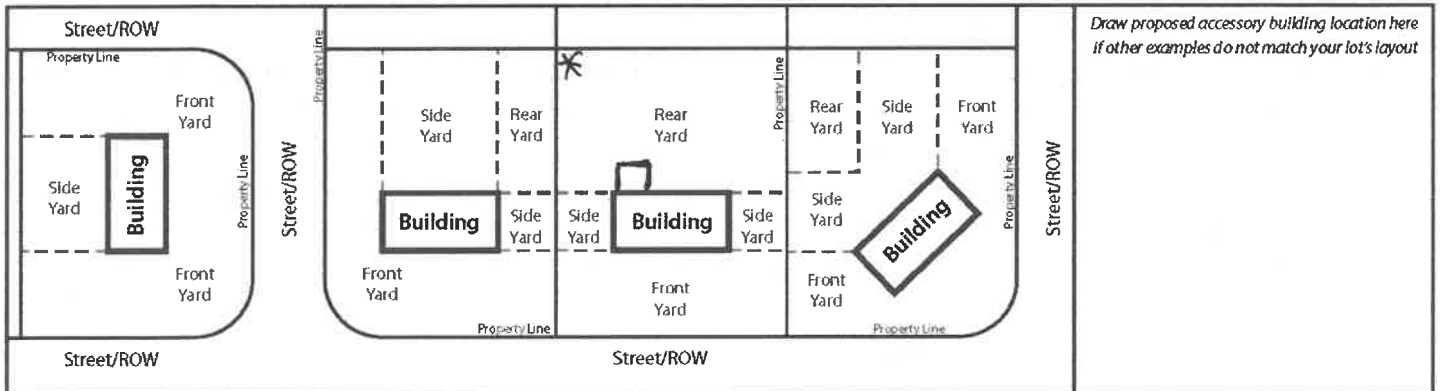 Street/ROW
Property Line
Front
Yard
Side
Yard
Building
Property Line
Front
Yard
Street/ROW
Street/ROW
Property Line
Side
Yard
Rear
Yard
Building
Side
Yard
Front
Yard
Property Line
Rear
Yard
Side
Yard
Building
Side
Yard
Front
Yard
Street/ROW
Property Line
Rear
Yard
Side
Yard
Front
Yard
Side
Yard
Building
Front
Yard
Property Line
Property Line
Street/ROW
Draw proposed accessory building location here
if other examples do not match your lot's layout